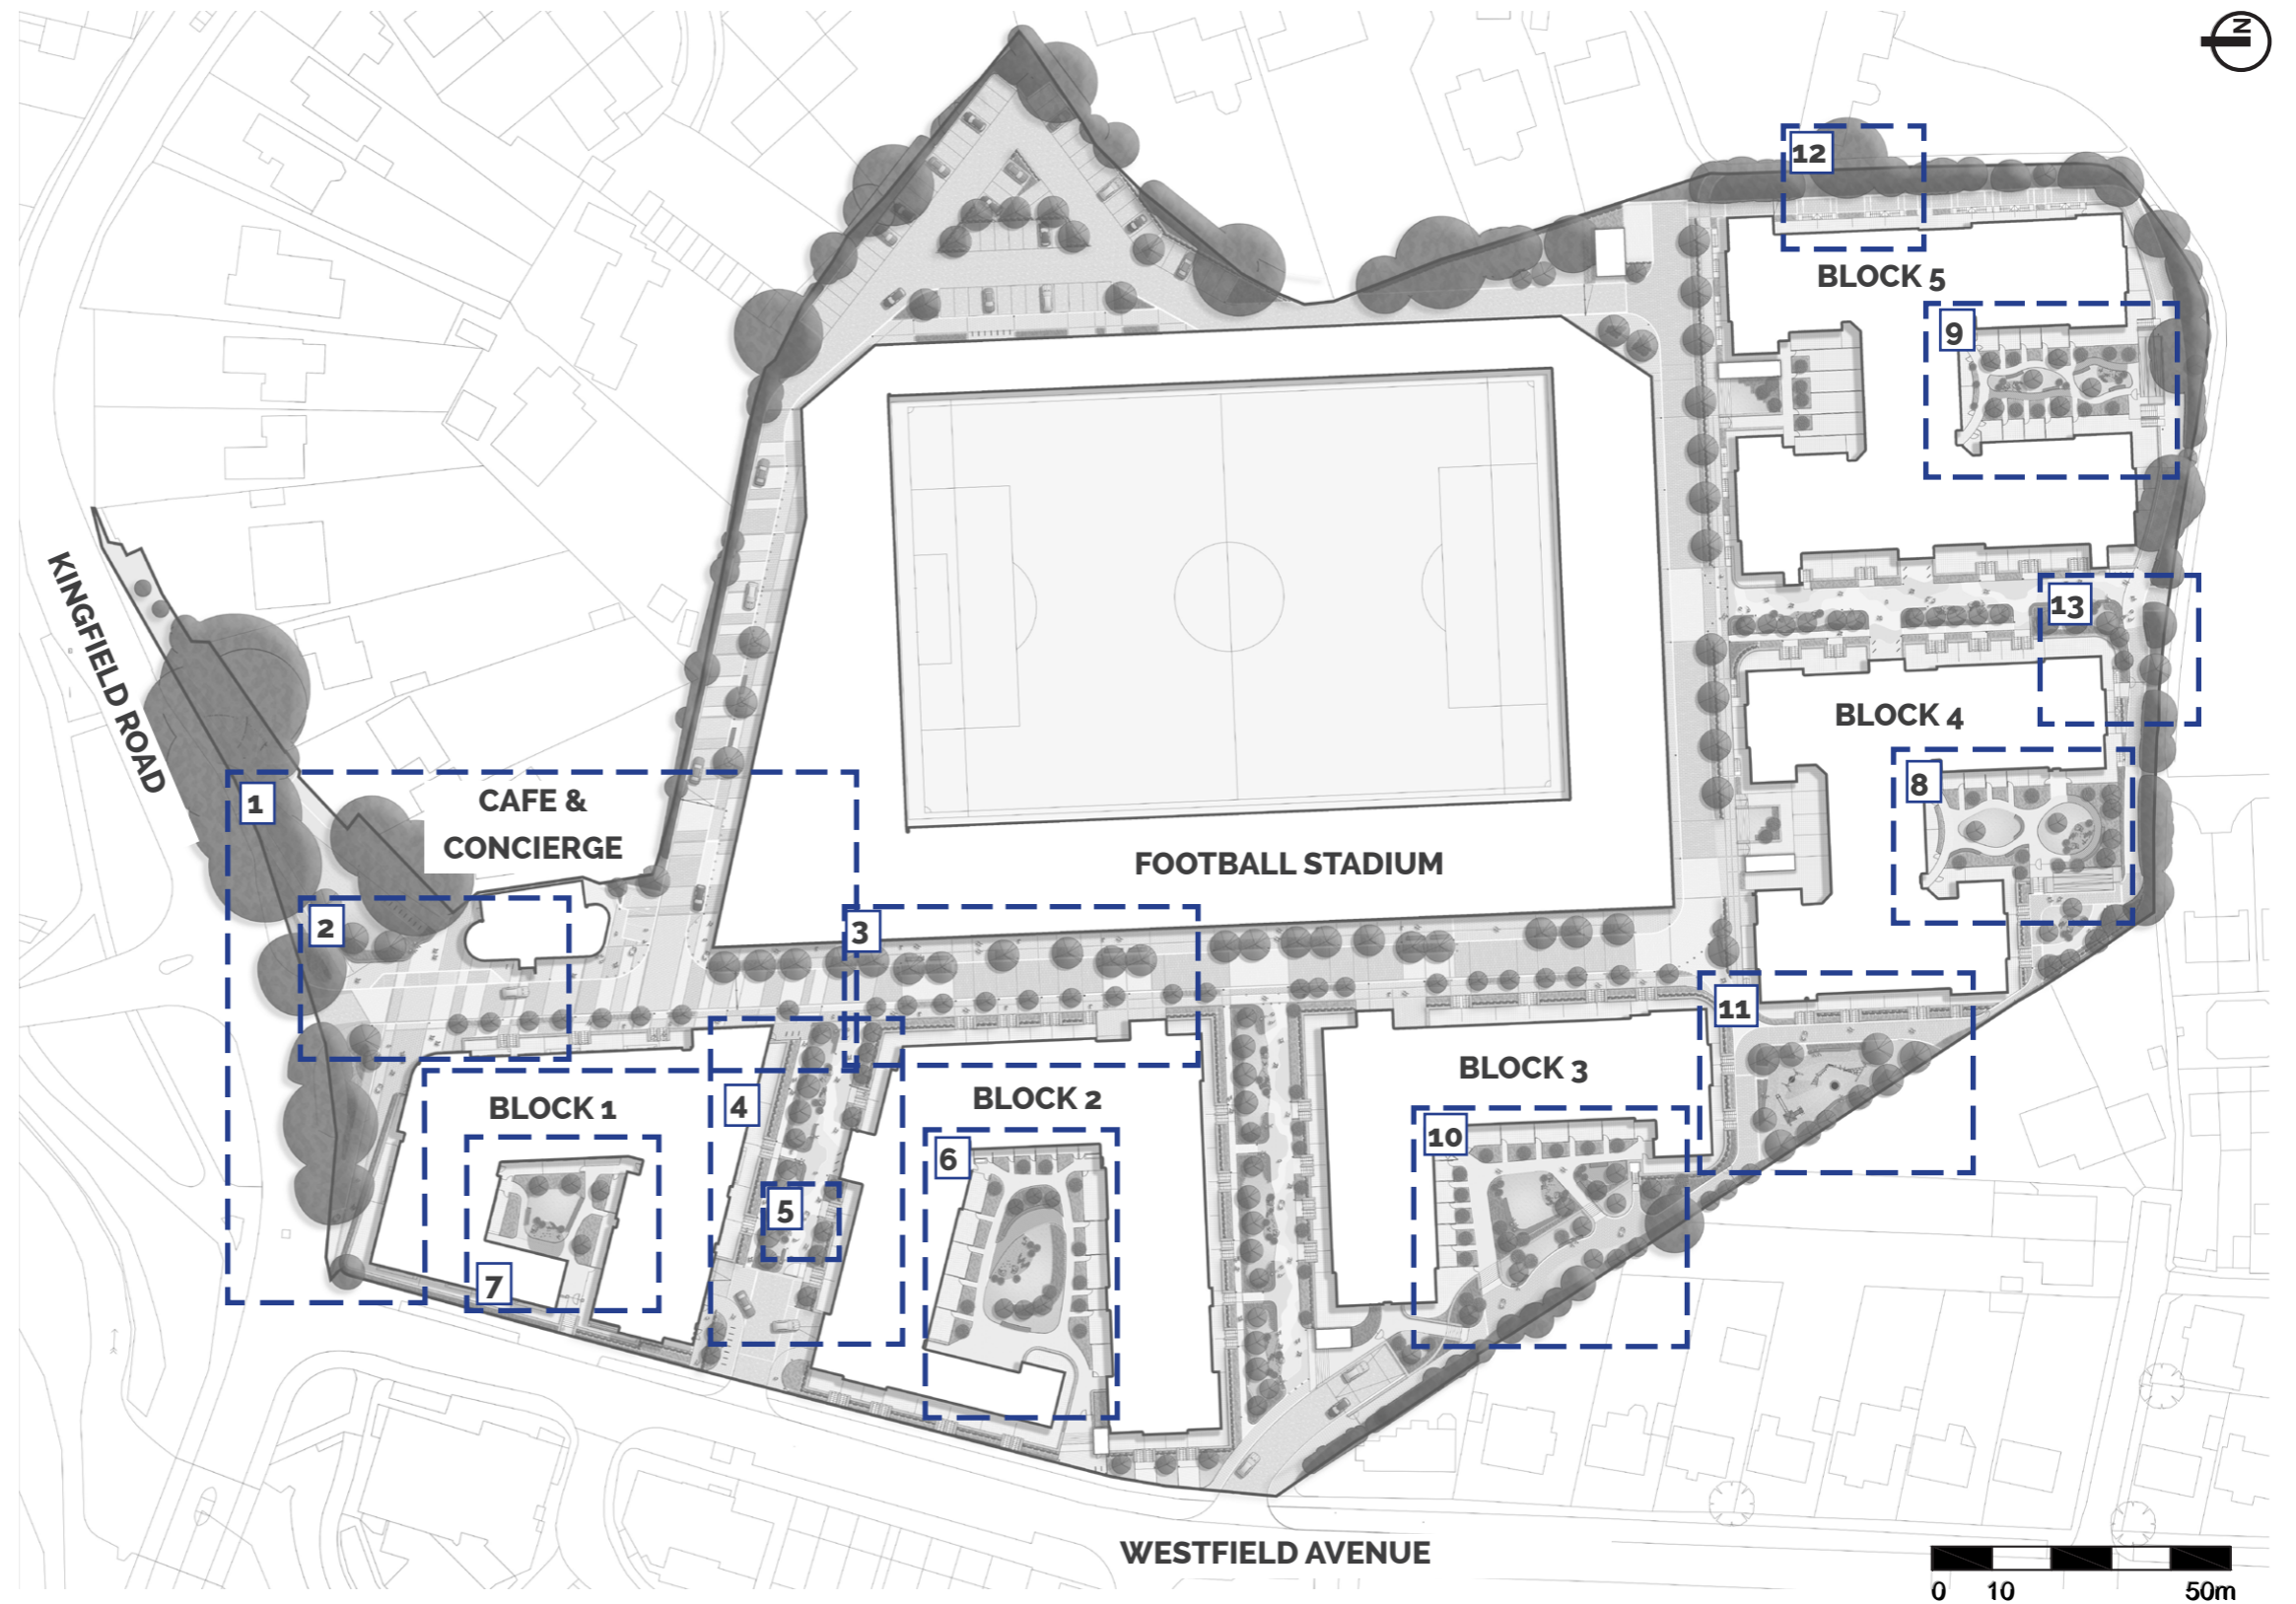 N
12
BLOCK 5
9
KINGFIELD ROAD
13
BLOCK 4
1
CAFE &
CONCIERGE
8
FOOTBALL STADIUM
2
3
11
BLOCK 3
BLOCK 1
4
BLOCK 2
10
6
5
7
WESTFIELD AVENUE
0 10 50m